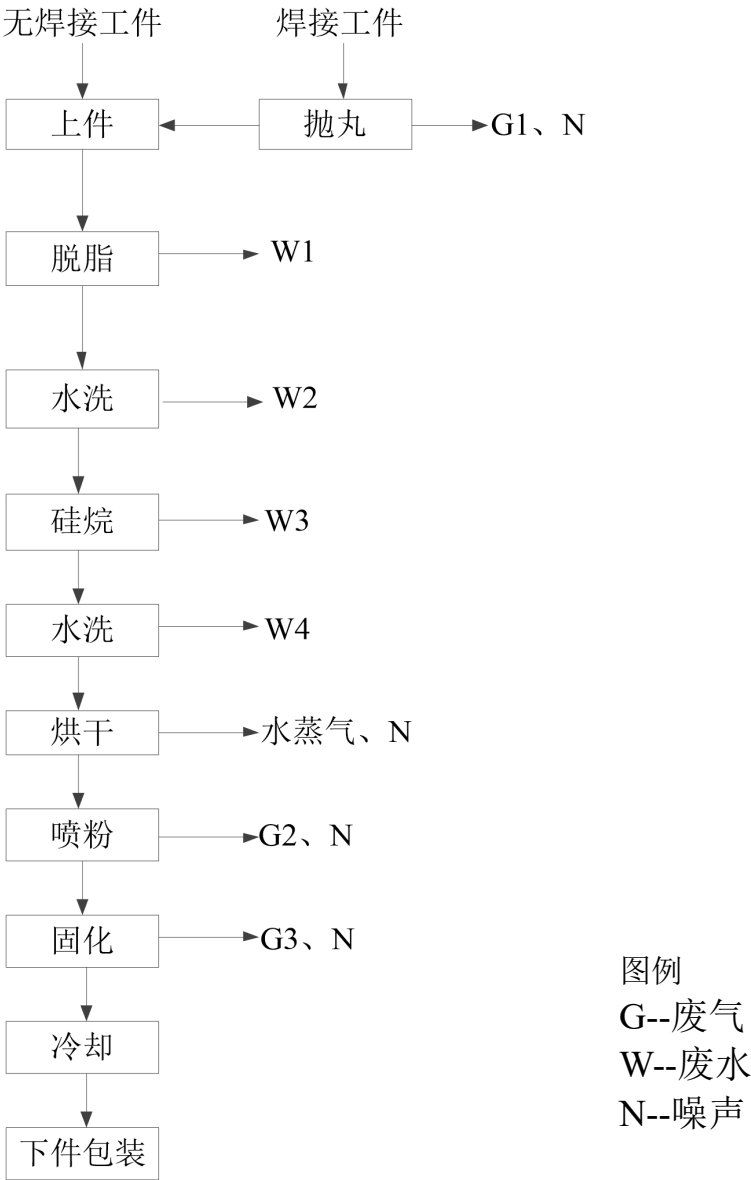 无焊接工件
焊接工件
上件
抛丸
G1、N
脱脂
W1
水洗
W2
硅烷
W3
水洗
W4
烘干
水蒸气、N
喷粉
G2、N
固化
G3、N
冷却
下件包装
图例
G--废气
W--废水
N--噪声